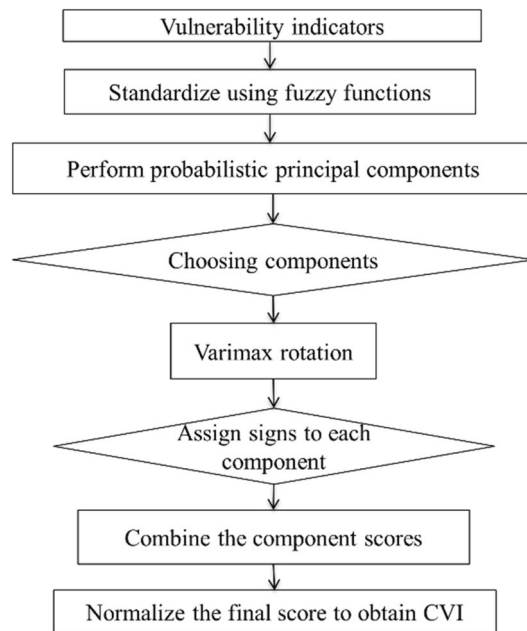 Vulnerability indicators
Standardize using fuzzy functions
Perform probabilistic principal components
Choosing components
Varimax rotation
Assign signs to each
component
Combine the component scores
Normalize the final score to obtain CVI